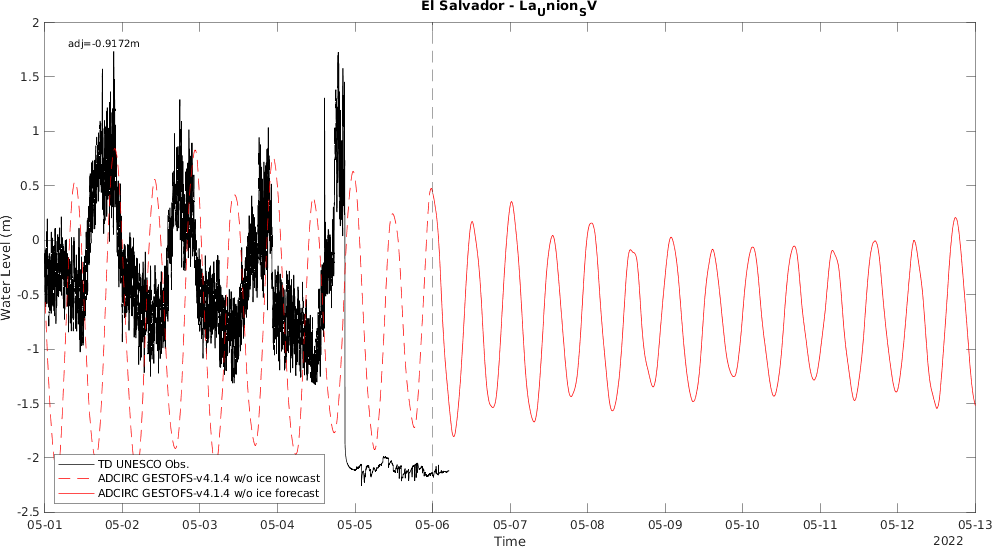 El Salvador - LaUnionSV
adj=-0.9172m
Water Level (m)
2
1.5
1
0.5
0
-0.5
-1
-1.5
-2
-2.5
TD UNESCO Obs.
ADCIRC GESTOFS-v4.1.4 w/o ice nowcast
ADCIRC GESTOFS-v4.1.4 w/o ice forecast
05-01 05-02 05-03 05-04 05-05 05-06 05-07 05-08 05-09 05-10 05-11 05-12 05-13
Time
2022